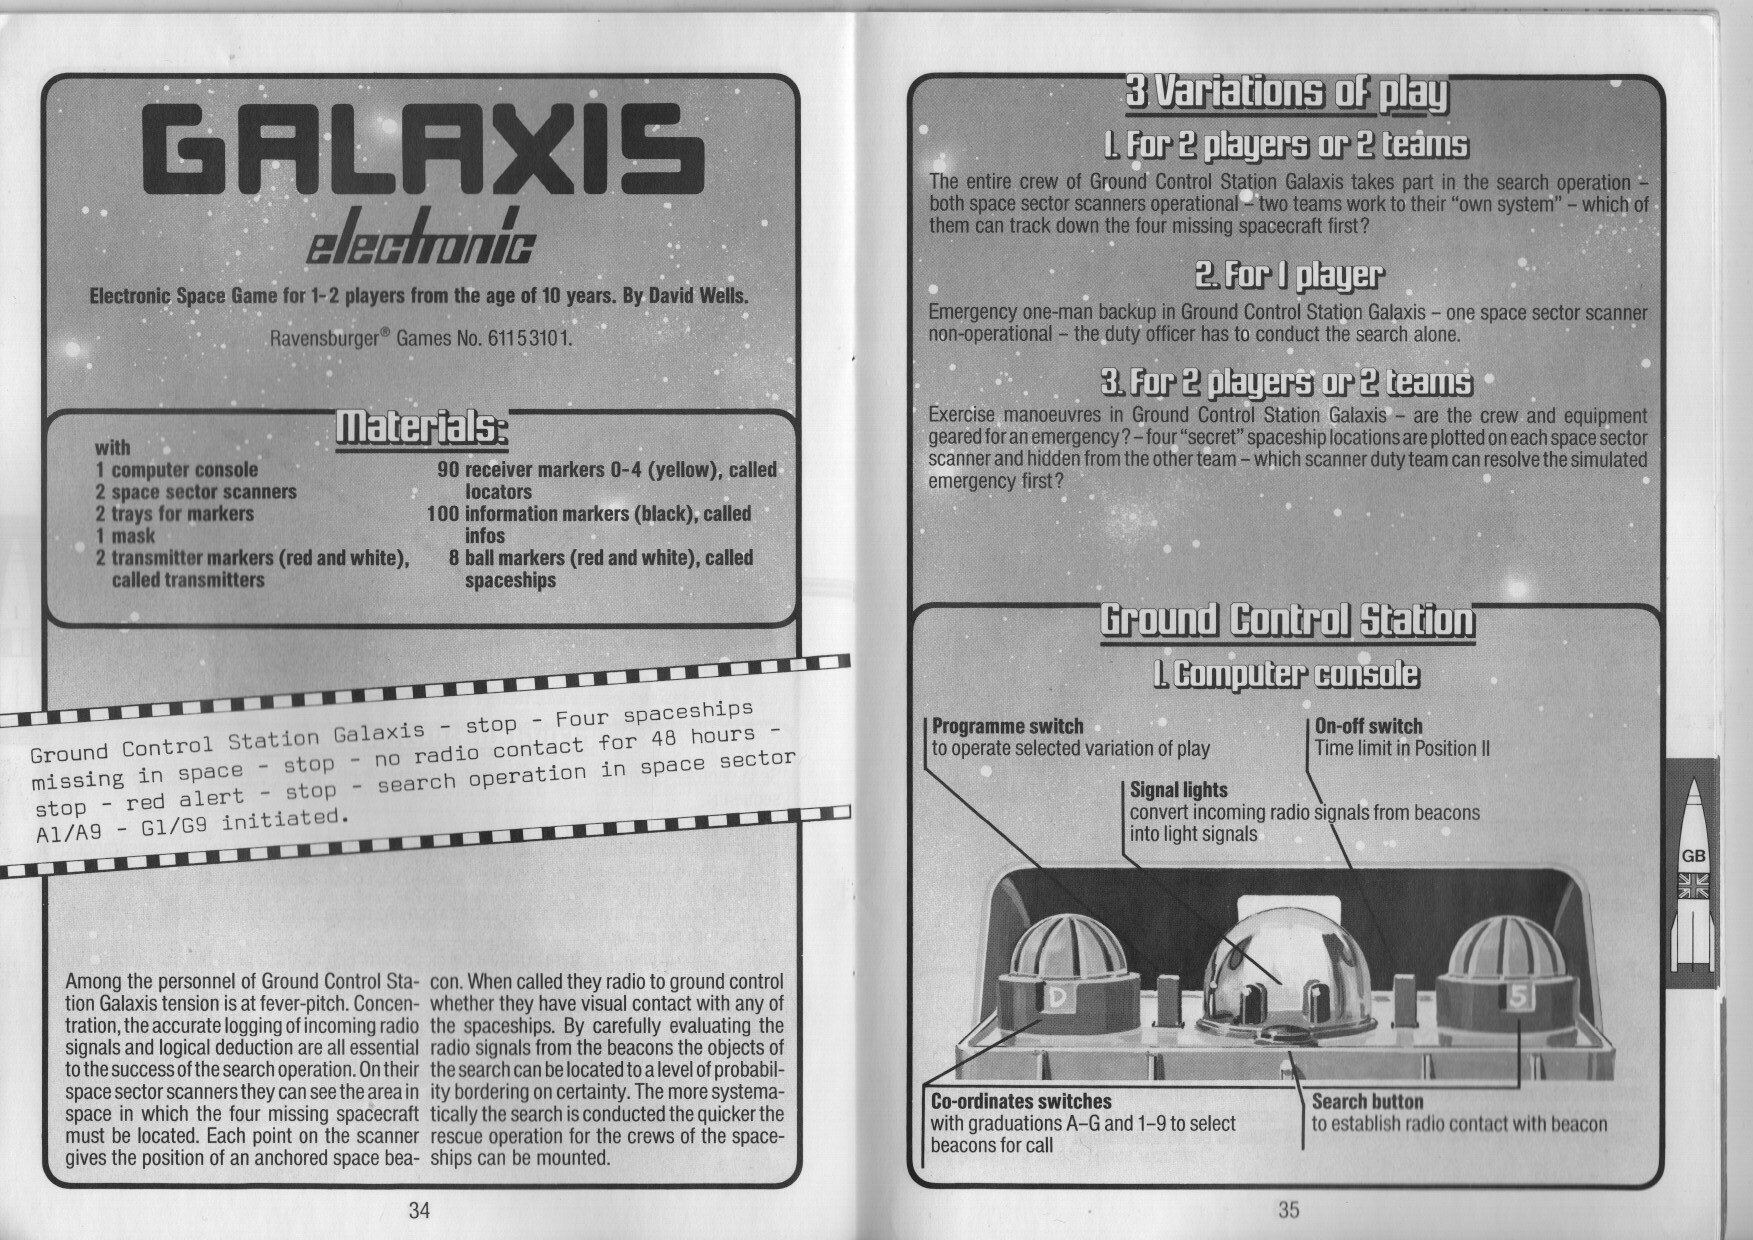 GALAXIS
electronic
Electronic Space Game for 1-2 players from the age of 10 years. By David Wells.
Ravensburger® Games No. 61153101.
Materials:
with
1 computer console
2 space sector scanners
2 trays for markers
1 mask
2 transmitter markers (red and white),
called transmitters
90 receiver markers 0-4 (yellow), called
locators
100 information markers (black), called
infos
8 ball markers (red and white), called
spaceships
Ground Control Station Galaxis - stop - Four spaceships
missing in space - stop - no radio contact for 48 hours -
stop - red alert - stop - search operation in space sector
A1/A9 - G1/G9 initiated.
Among the personnel of Ground Control Sta-
tion Galaxis tension is at fever-pitch. Concen-
tration, the accurate logging of incoming radio
signals and logical deduction are all essential
to the success of the search operation. On their
space sector scanners they can see the area in
space in which the four missing spacecraft
must be located. Each point on the scanner
gives the position of an anchored space bea-
con. When called they radio to ground control
whether they have visual contact with any of
the spaceships. By carefully evaluating the
radio signals from the beacons the objects of
the search can be located to a level of probabil-
ity bordering on certainty. The more systema-
tically the search is conducted the quicker the
rescue operation for the crews of the space-
ships can be mounted.
34
3 Variations of play
1. For 2 players or 2 teams
The entire crew of Ground Control Station Galaxis takes part in the search operation –
both space sector scanners operational – two teams work to their “own system” – which of
them can track down the four missing spacecraft first?
2. For 1 player
Emergency one-man backup in Ground Control Station Galaxis – one space sector scanner
non-operational – the duty officer has to conduct the search alone.
3. For 2 players or 2 teams
Exercise manoeuvres in Ground Control Station Galaxis – are the crew and equipment
geared for an emergency? – four “secret” spaceship locations are plotted on each space sector
scanner and hidden from the other team – which scanner duty team can resolve the simulated
emergency first?
Ground Control Station
1. Computer console
Programme switch
to operate selected variation of play
On-off switch
Time limit in Position II
Signal lights
convert incoming radio signals from beacons
into light signals
GB
D
5
Co-ordinates switches
with graduations A–G and 1–9 to select
beacons for call
Search button
to establish radio contact with beacon
35